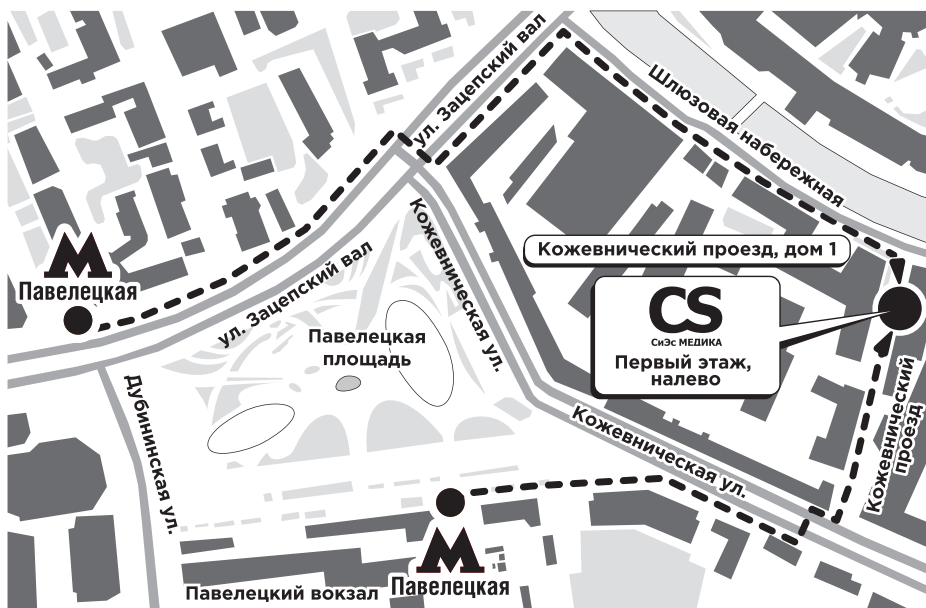 ул. Зацепский вал
Шлюзовая набережная
Кожевнический проезд, дом 1
М
Павелецкая
ул. Зацепский вал
Кожевническая ул.
CS
СиЭс МЕДИКА
Первый этаж,
налево
Павелецкая
площадь
Дубининская ул.
Кожевническая ул.
Кожевнический
проезд
М
Павелецкий вокзал
Павелецкая